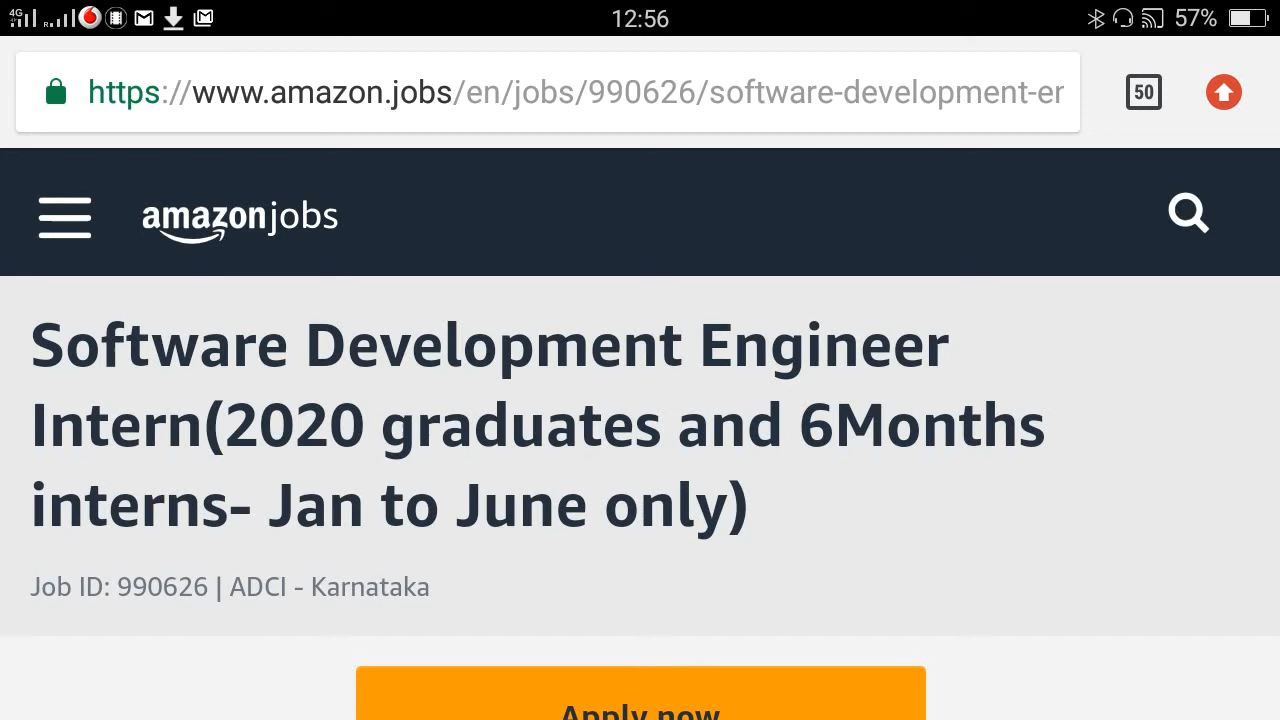 4G R 12:56 57%
https://www.amazon.jobs/en/jobs/990626/software-development-er 50
amazonjobs
Software Development Engineer
Intern(2020 graduates and 6Months
interns- Jan to June only)
Job ID: 990626 | ADCI - Karnataka
Apply now